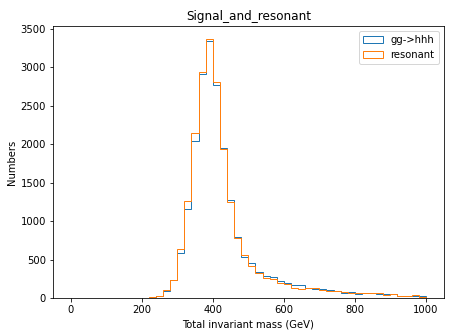 Signal_and_resonant
gg->hhh
resonant
Numbers
3500
3000
2500
2000
1500
1000
500
0
0
200
400
600
800
1000
Total invariant mass (GeV)